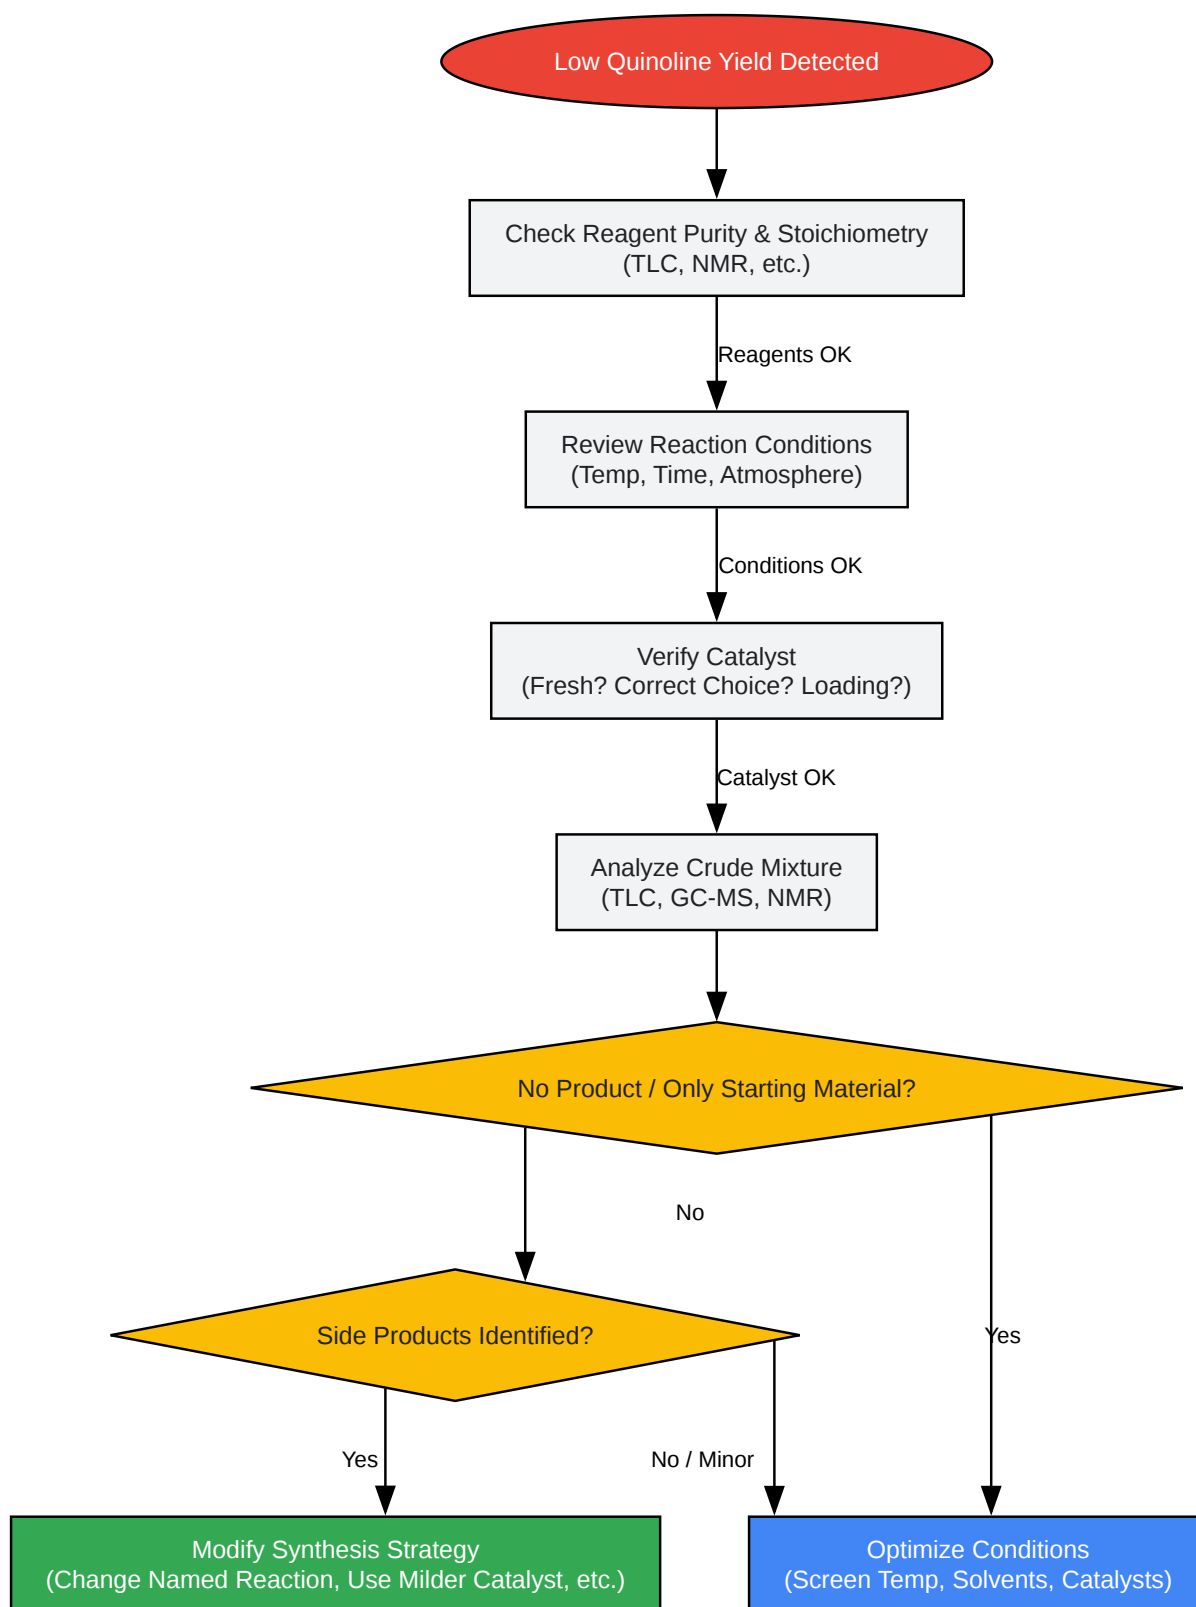 Low Quinoline Yield Detected
Check Reagent Purity & Stoichiometry
(TLC, NMR, etc.)
Reagents OK
Review Reaction Conditions
(Temp, Time, Atmosphere)
Conditions OK
Verify Catalyst
(Fresh? Correct Choice? Loading?)
Catalyst OK
Analyze Crude Mixture
(TLC, GC-MS, NMR)
No Product / Only Starting Material?
No
Side Products Identified?
Yes
Yes
No / Minor
Modify Synthesis Strategy
(Change Named Reaction, Use Milder Catalyst, etc.)
Optimize Conditions
(Screen Temp, Solvents, Catalysts)